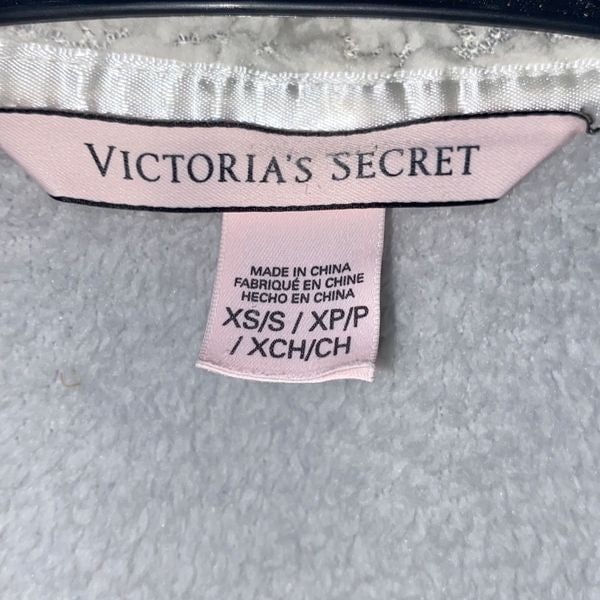 VICTORIA'S SECRET
MADE IN CHINA
FABRIQUÉ EN CHINE
HECHO EN CHINA
XS/S / XP/P
/ XCH/CH